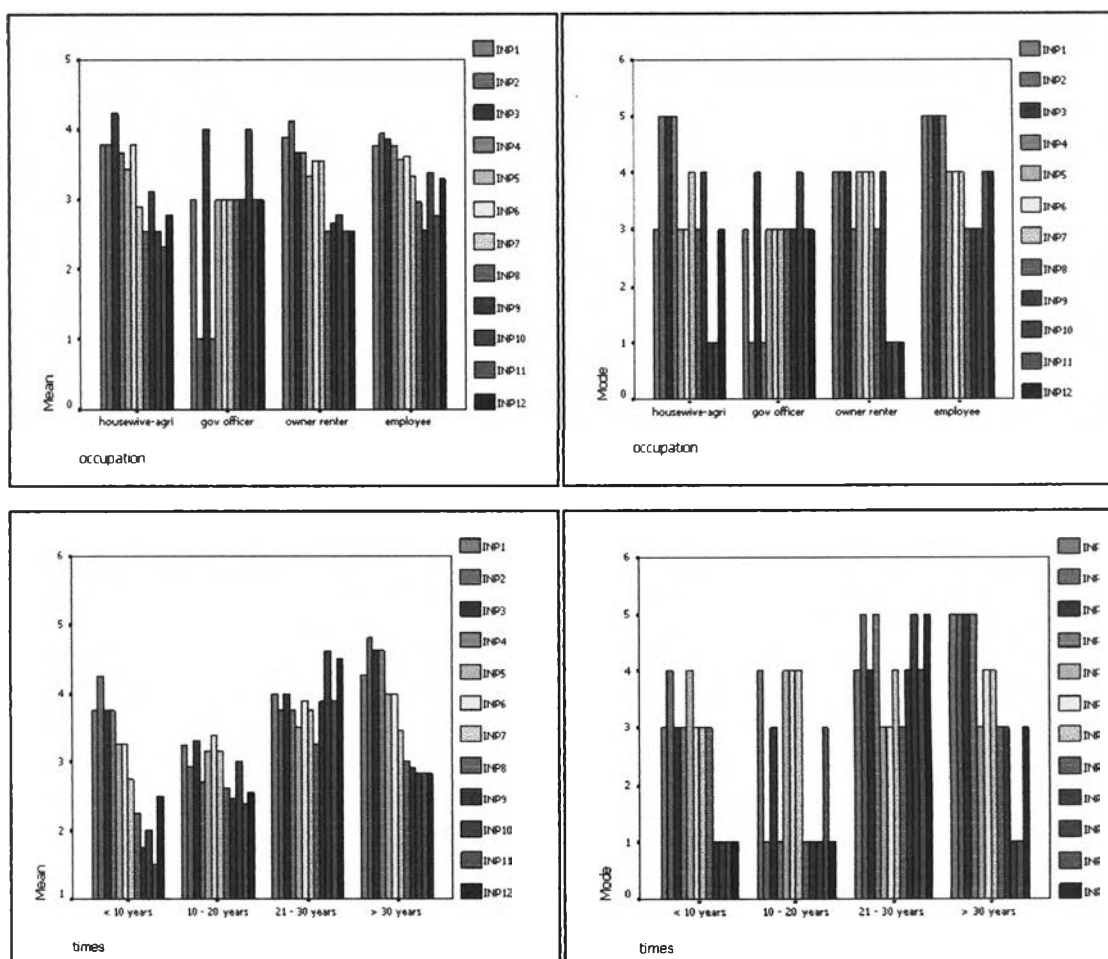 5
4
3
2
1
0
Mean
housewive-agri gov officer owner renter employee
occupation
INP1
INP2
INP3
INP4
INP5
INP6
INP7
INP8
INP9
INP10
INP11
INP12
6
5
4
3
2
1
0
Mode
housewive-agri gov officer owner renter employee
occupation
INP1
INP2
INP3
INP4
INP5
INP6
INP7
INP8
INP9
INP10
INP11
INP12
6
5
4
3
2
1
Mean
< 10 years 10 - 20 years 21 - 30 years > 30 years
times
INP1
INP2
INP3
INP4
INP5
INP6
INP7
INP8
INP9
INP10
INP11
INP12
6
5
4
3
2
1
0
Mode
< 10 years 10 - 20 years 21 - 30 years > 30 years
times